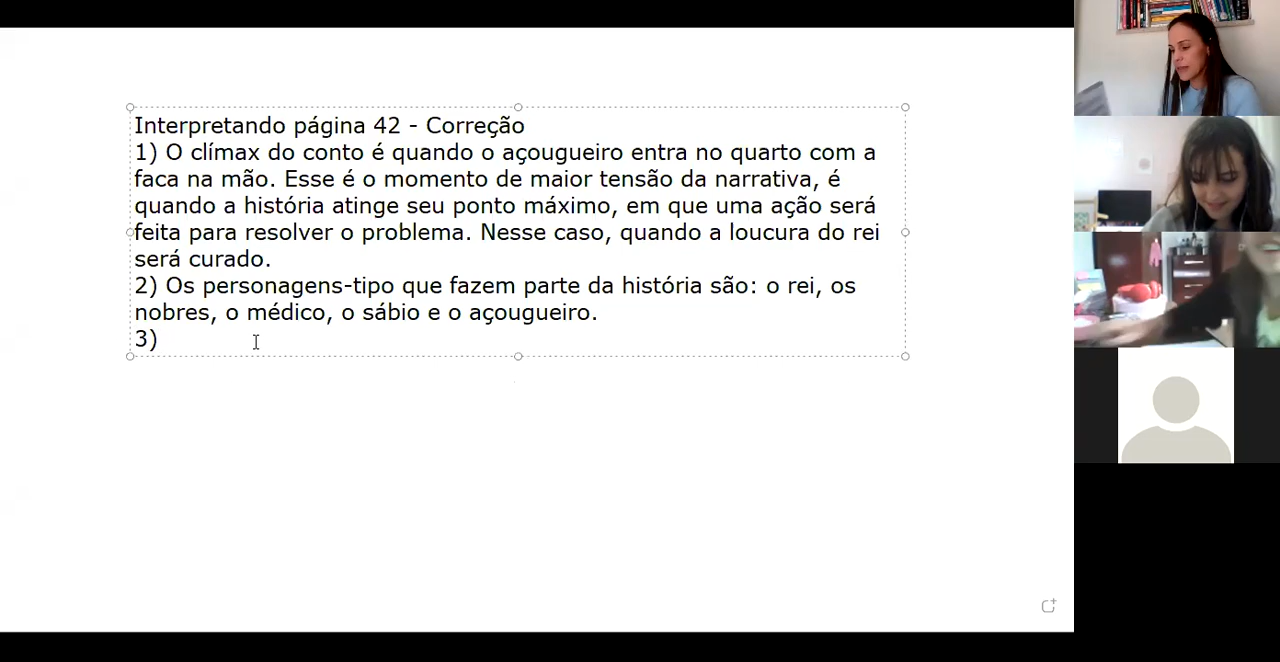 Interpretando página 42 - Correção
1) O clímax do conto é quando o açougueiro entra no quarto com a
faca na mão. Esse é o momento de maior tensão da narrativa, é
quando a história atinge seu ponto máximo, em que uma ação será
feita para resolver o problema. Nesse caso, quando a loucura do rei
será curado.
2) Os personagens-tipo que fazem parte da história são: o rei, os
nobres, o médico, o sábio e o açougueiro.
3)